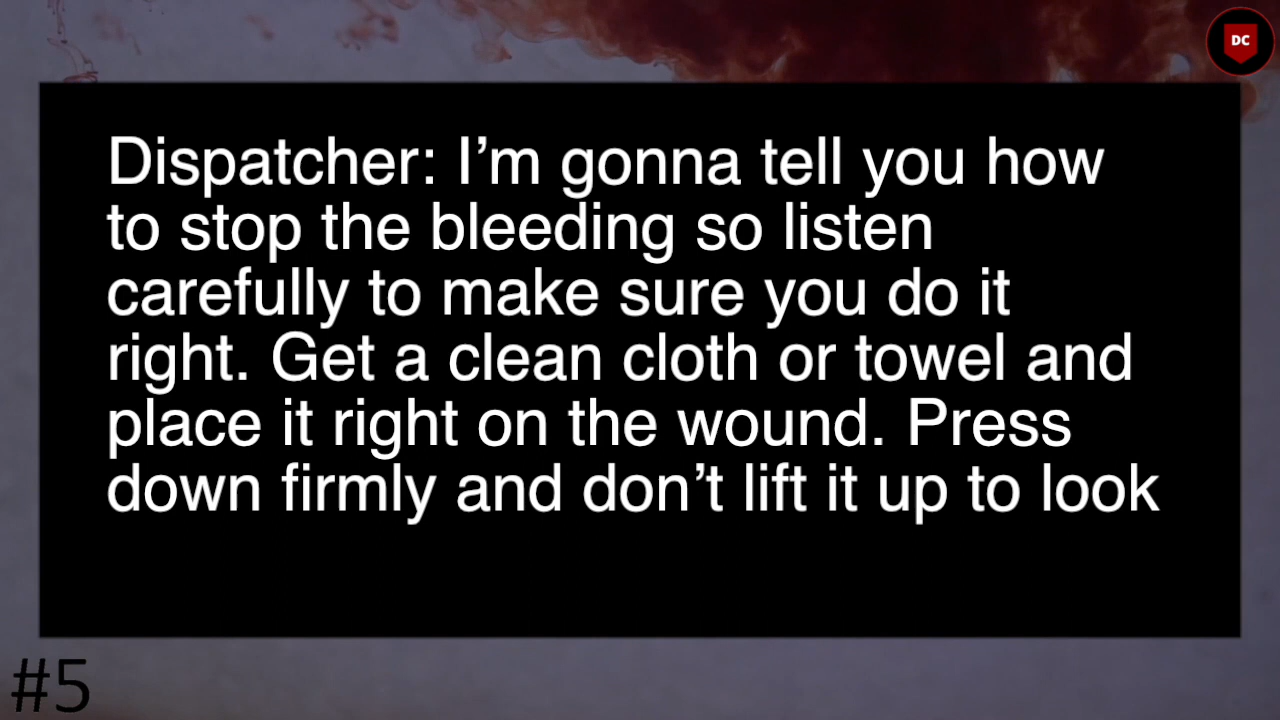 DC
Dispatcher: I’m gonna tell you how
to stop the bleeding so listen
carefully to make sure you do it
right. Get a clean cloth or towel and
place it right on the wound. Press
down firmly and don’t lift it up to look
#5